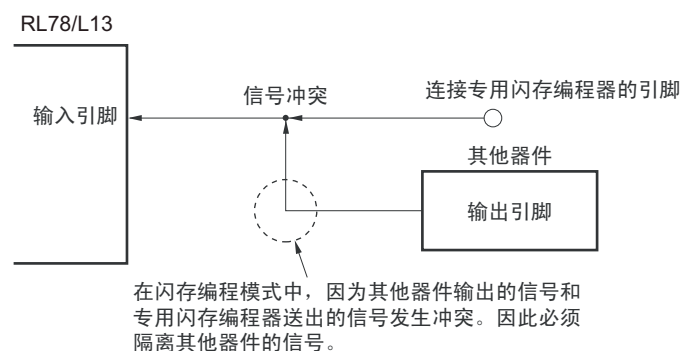 RL78/L13
信号冲突
连接专用闪存编程器的引脚
输入引脚
其他器件
输出引脚
在闪存编程模式中，因为其他器件输出的信号和
专用闪存编程器送出的信号发生冲突。因此必须
隔离其他器件的信号。